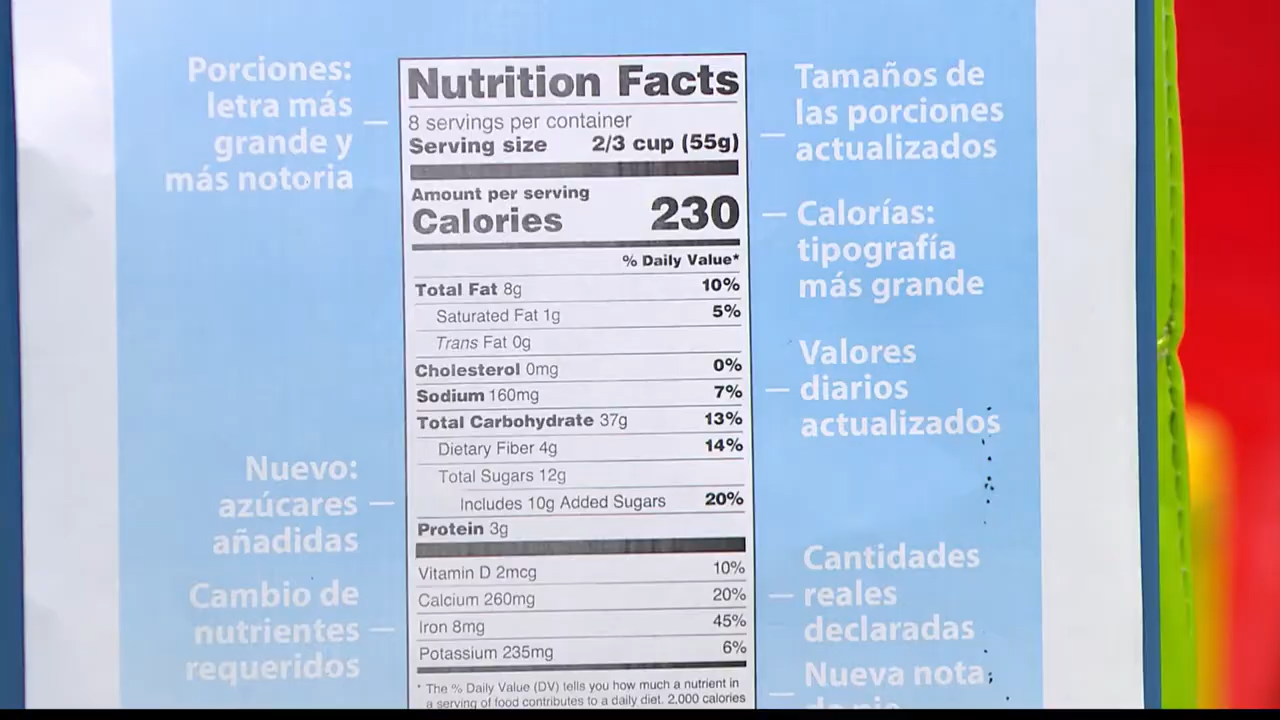 Porciones:
letra más
grande y
más notoria
Nuevo:
azúcares
añadidas
Cambio de
nutrientes
requeridos
Nutrition Facts
8 servings per container
Serving size 2/3 cup (55g)
Amount per serving
Calories 230
% Daily Value*
Total Fat 8g 10%
Saturated Fat 1g 5%
Trans Fat 0g
Cholesterol 0mg 0%
Sodium 160mg 7%
Total Carbohydrate 37g 13%
Dietary Fiber 4g 14%
Total Sugars 12g
Includes 10g Added Sugars 20%
Protein 3g
Vitamin D 2mcg 10%
Calcium 260mg 20%
Iron 8mg 45%
Potassium 235mg 6%
* The % Daily Value (DV) tells you how much a nutrient in
a serving of food contributes to a daily diet. 2,000 calories
Tamaños de
las porciones
actualizados
Calorías:
tipografía
más grande
Valores
diarios
actualizados
Cantidades
reales
declaradas
Nueva nota